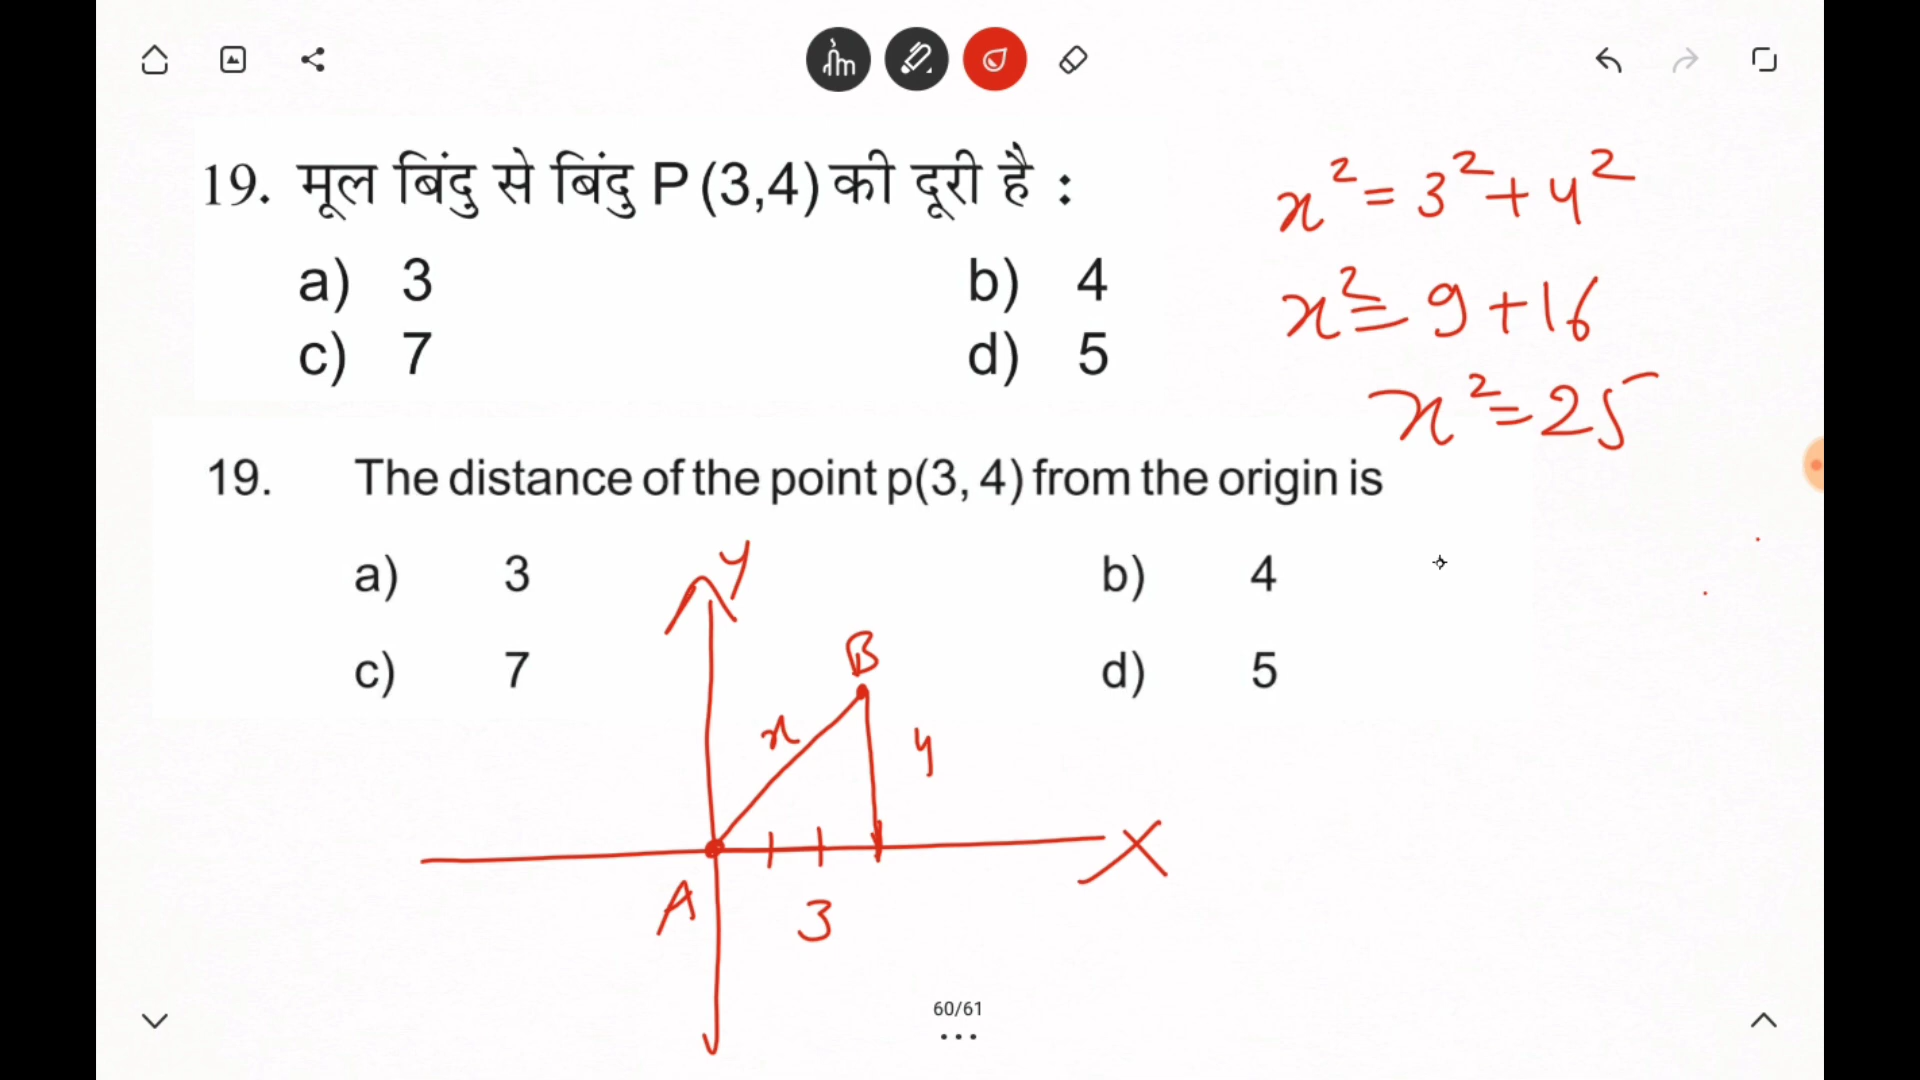 19. मूल बिंदु से बिंदु P (3,4) की दूरी है :
a) 3 b) 4
c) 7 d) 5
x² = 3² + 4²
x² = 9 + 16
x² = 25
19. The distance of the point p(3, 4) from the origin is
a) 3 b) 4
c) 7 d) 5
y
B
x
4
X
A
3
60/61